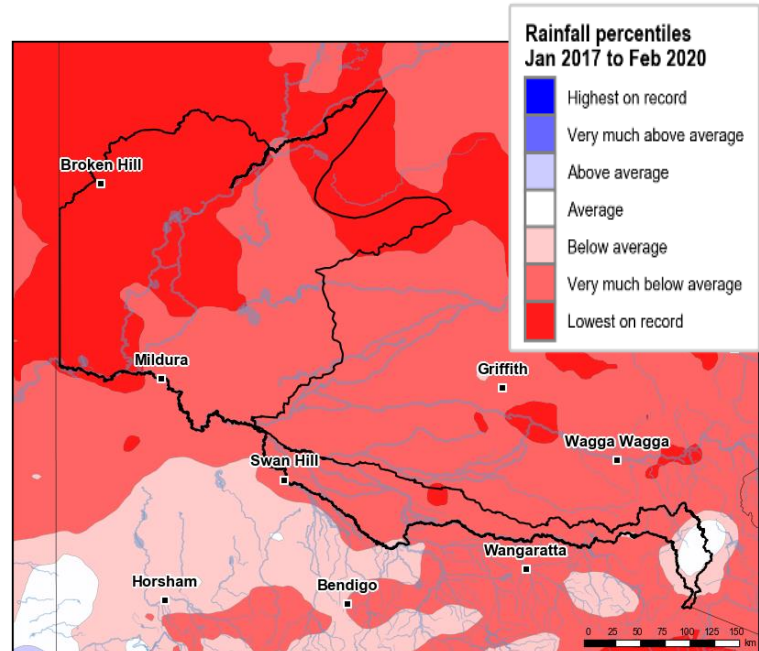 Rainfall percentiles
Jan 2017 to Feb 2020
Highest on record
Very much above average
Above average
Average
Below average
Very much below average
Lowest on record
Broken Hill
Mildura
Griffith
Wagga Wagga
Swan Hill
Wangaratta
Horsham
Bendigo
0 25 50 75 100 125 150
km